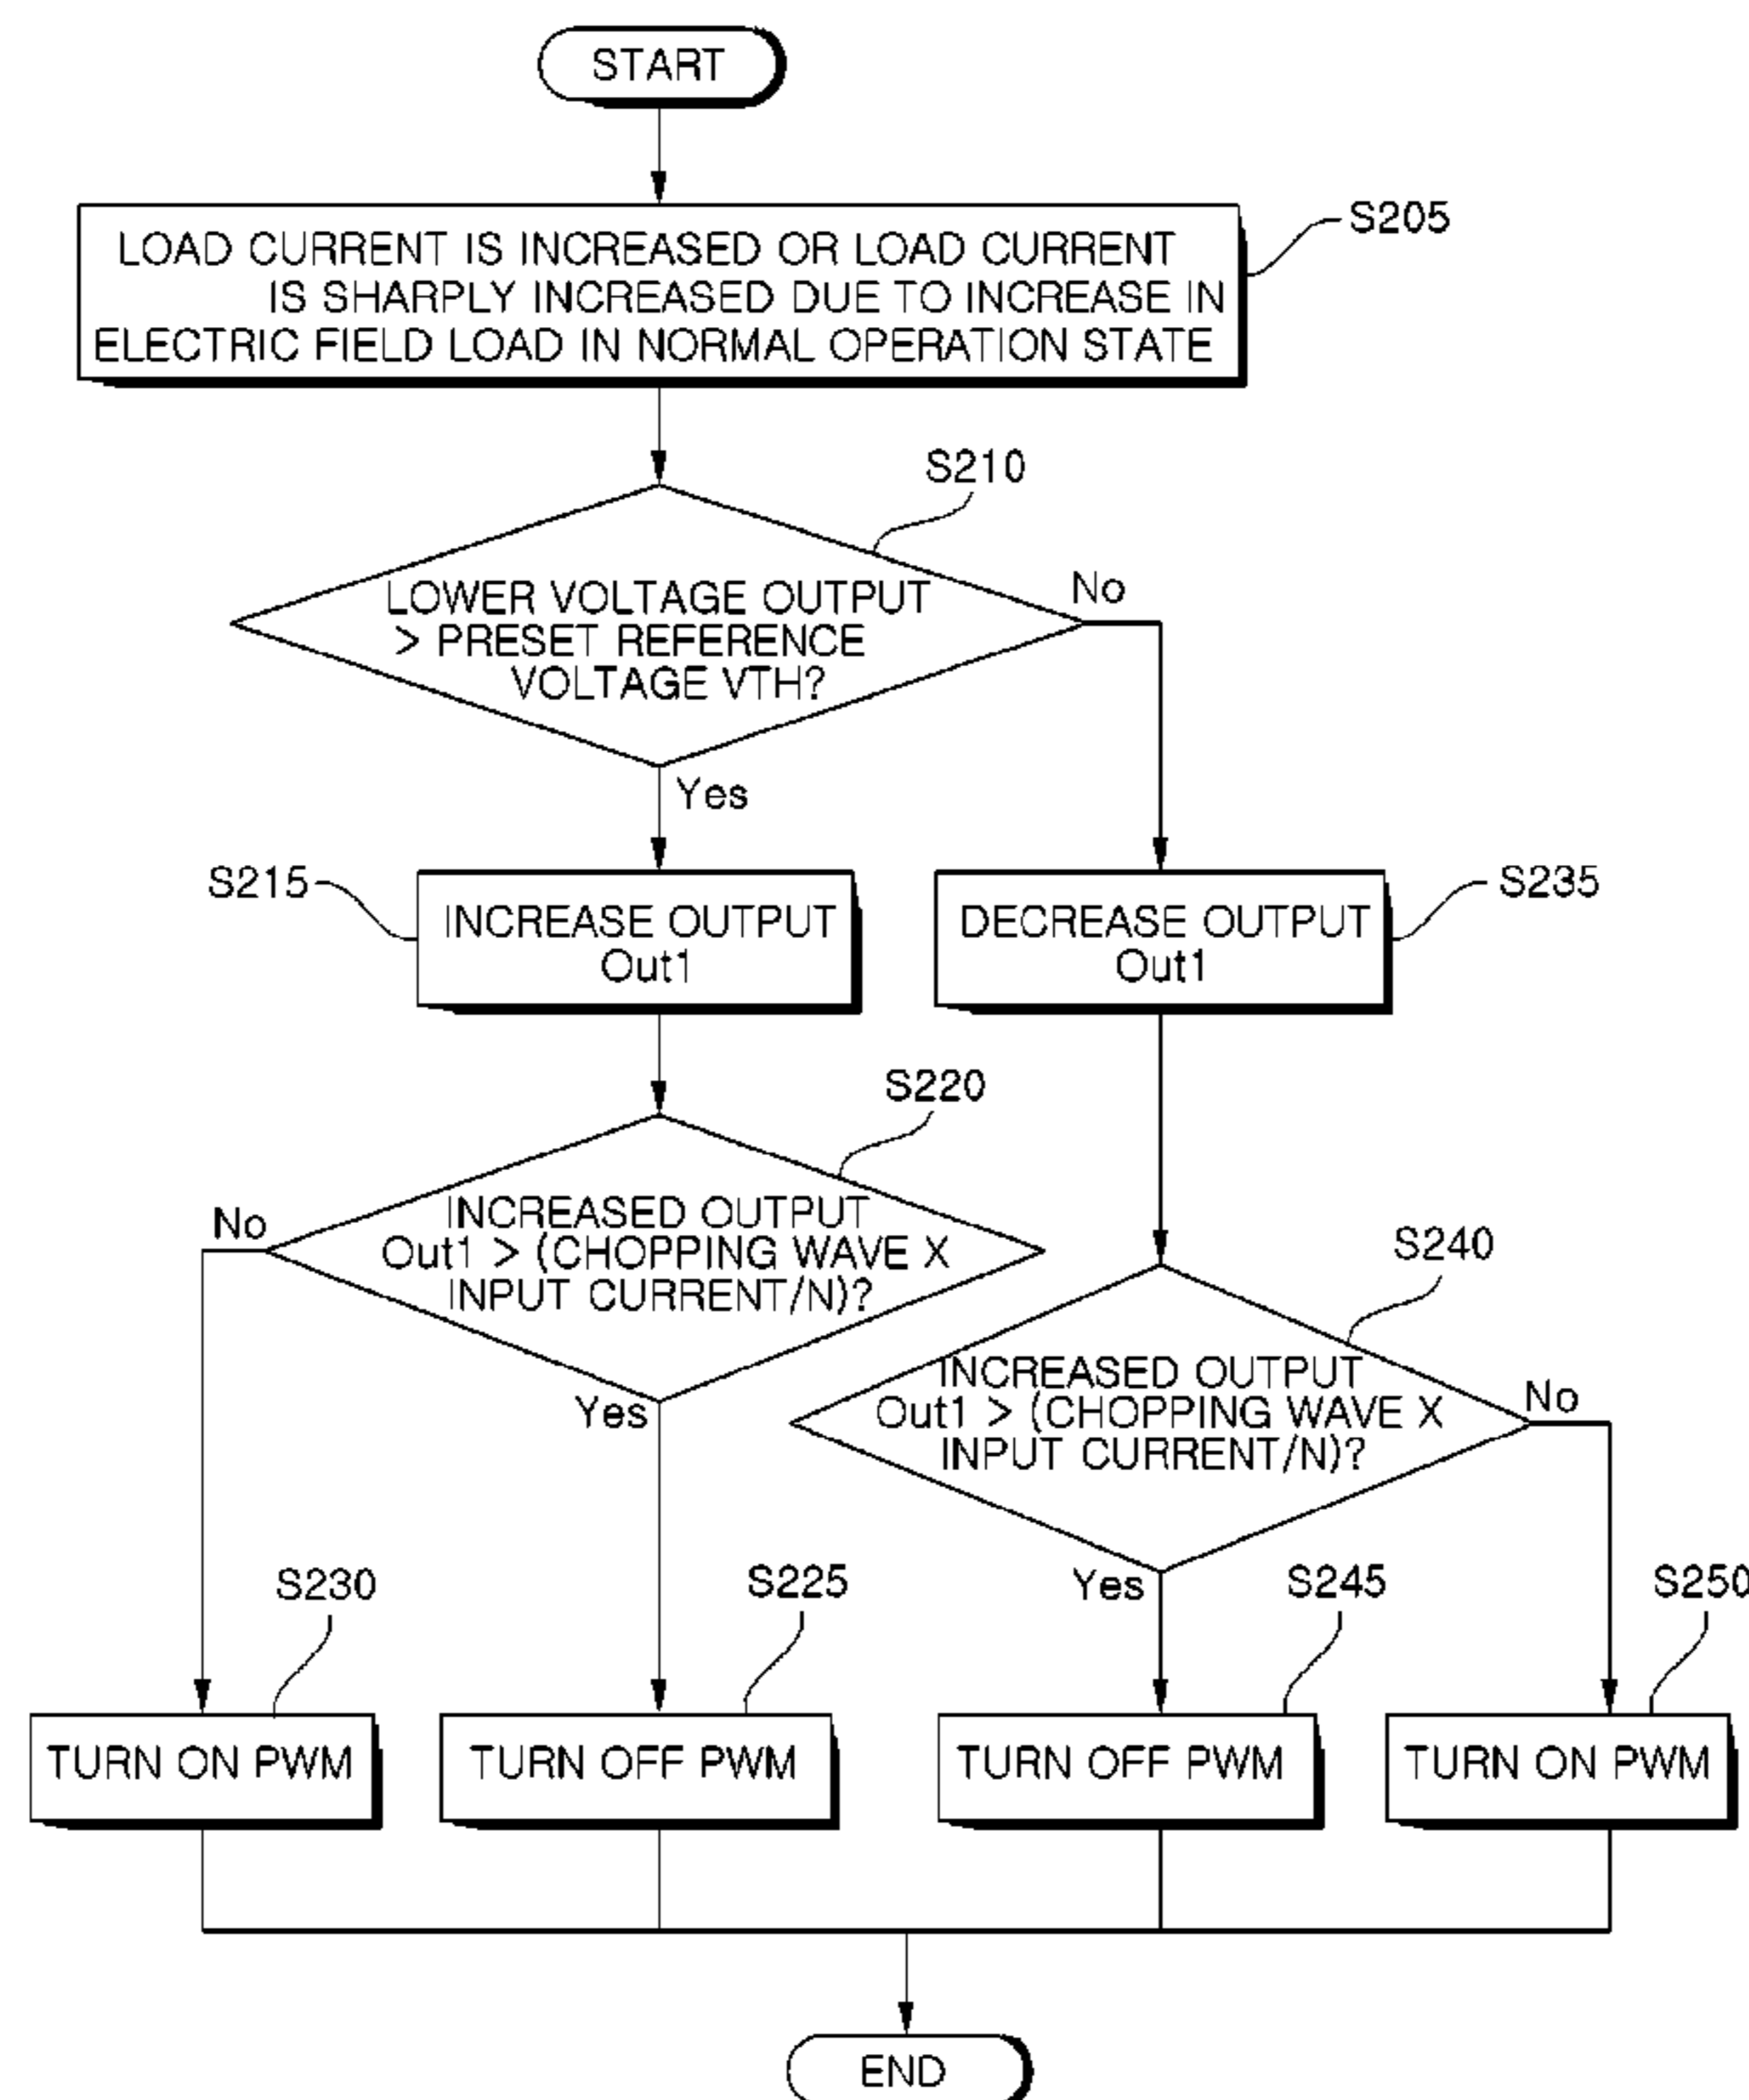 START
S205
LOAD CURRENT IS INCREASED OR LOAD CURRENT
IS SHARPLY INCREASED DUE TO INCREASE IN
ELECTRIC FIELD LOAD IN NORMAL OPERATION STATE
S210
LOWER VOLTAGE OUTPUT
> PRESET REFERENCE
VOLTAGE VTH?
No
Yes
S215
INCREASE OUTPUT
Out1
S235
DECREASE OUTPUT
Out1
S220
INCREASED OUTPUT
Out1 > (CHOPPING WAVE X
INPUT CURRENT/N)?
No
Yes
S240
INCREASED OUTPUT
Out1 > (CHOPPING WAVE X
INPUT CURRENT/N)?
No
Yes
S230
TURN ON PWM
S225
TURN OFF PWM
S245
TURN OFF PWM
S250
TURN ON PWM
END